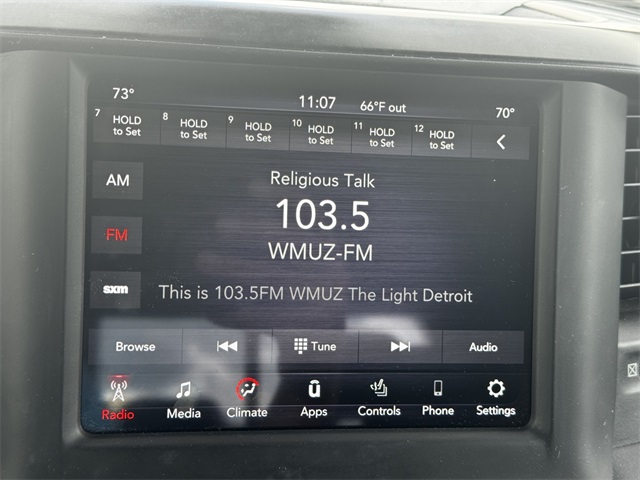 73° 11:07 66°F out 70°
7 HOLD to Set 8 HOLD to Set 9 HOLD to Set 10 HOLD to Set 11 HOLD to Set 12 HOLD to Set
AM
FM
sxm
Religious Talk
103.5
WMUZ-FM
This is 103.5FM WMUZ The Light Detroit
Browse Tune Audio
Radio Media Climate Apps Controls Phone Settings